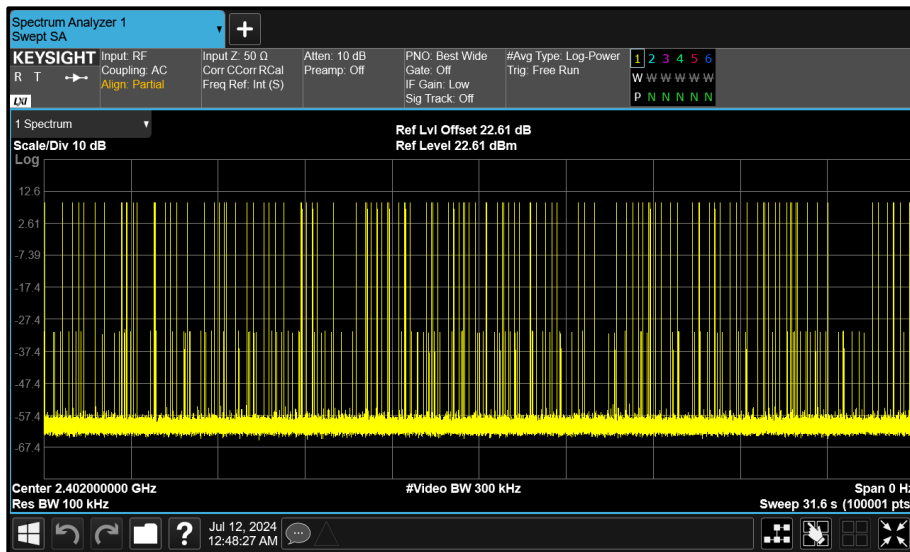 Spectrum Analyzer 1
Swept SA
+
KEYSIGHT Input: RF Input Z: 50 Ω Atten: 10 dB PNO: Best Wide #Avg Type: Log-Power 1 2 3 4 5 6
R T Coupling: AC Corr CCorr RCal Preamp: Off Gate: Off Trig: Free Run W W W W W W
Align: Partial Freq Ref: Int (S) IF Gain: Low P N N N N N
LXI Sig Track: Off
1 Spectrum
Ref Lvl Offset 22.61 dB
Scale/Div 10 dB Ref Level 22.61 dBm
Log
12.6
2.61
-7.39
-17.4
-27.4
-37.4
-47.4
-57.4
-67.4
Center 2.402000000 GHz #Video BW 300 kHz Span 0 Hz
Res BW 100 kHz Sweep 31.6 s (100001 pts
? Jul 12, 2024
12:48:27 AM